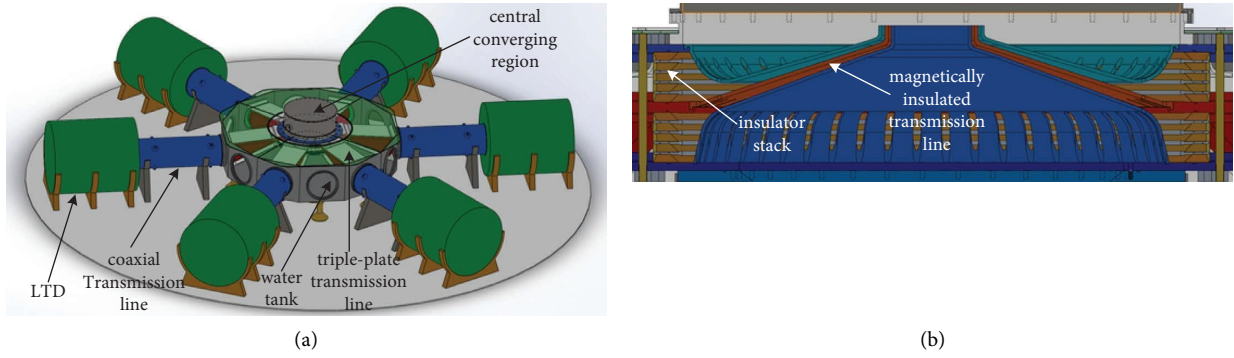 central
converging
region
LTD
coaxial
Transmission
line
water
tank
triple-plate
transmission
line
(a)
magnetically
insulated
transmission
line
insulator
stack
(b)